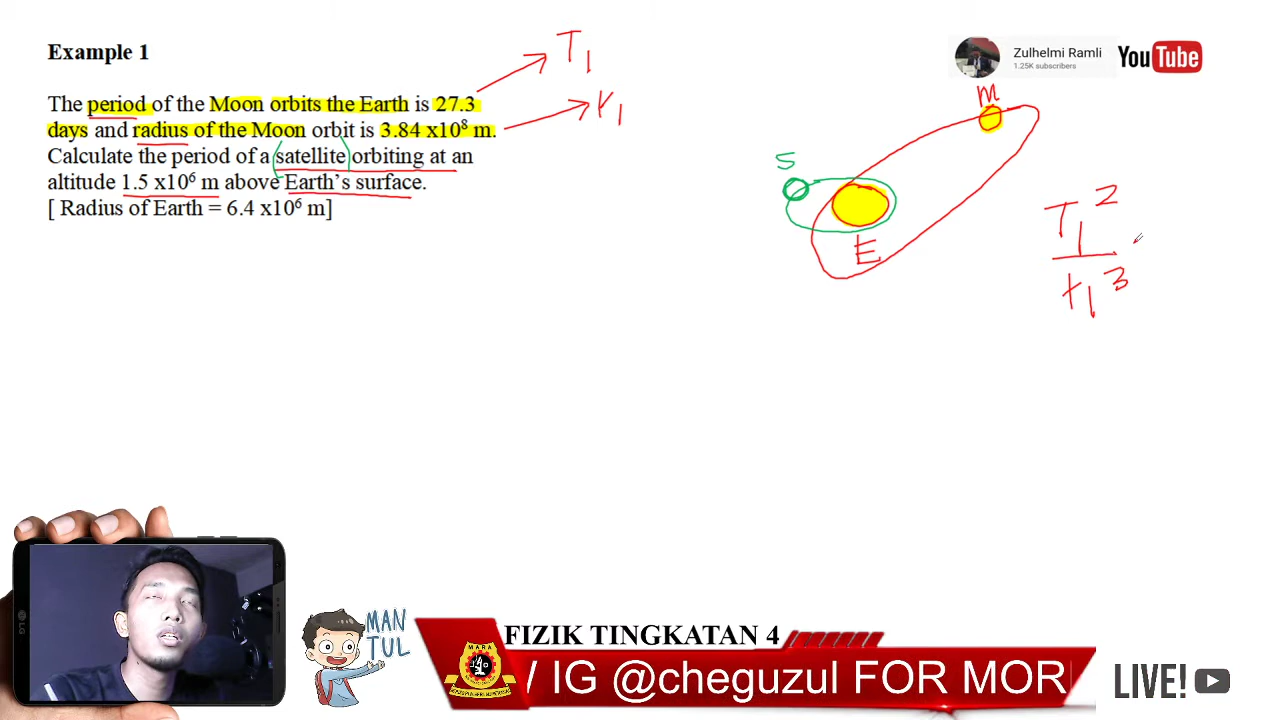 Example 1
T1
Zulhelmi Ramli
1.25K subscribers
YouTube
The period of the Moon orbits the Earth is 27.3
days and radius of the Moon orbit is 3.84 x10⁸ m.
r1
m
Calculate the period of a satellite orbiting at an
S
altitude 1.5 x10⁶ m above Earth's surface.
[ Radius of Earth = 6.4 x10⁶ m]
E
T1²
r1³
LG
MAN
TUL
FIZIK TINGKATAN 4
MARA
IG @cheguzul FOR MOR
LIVE!